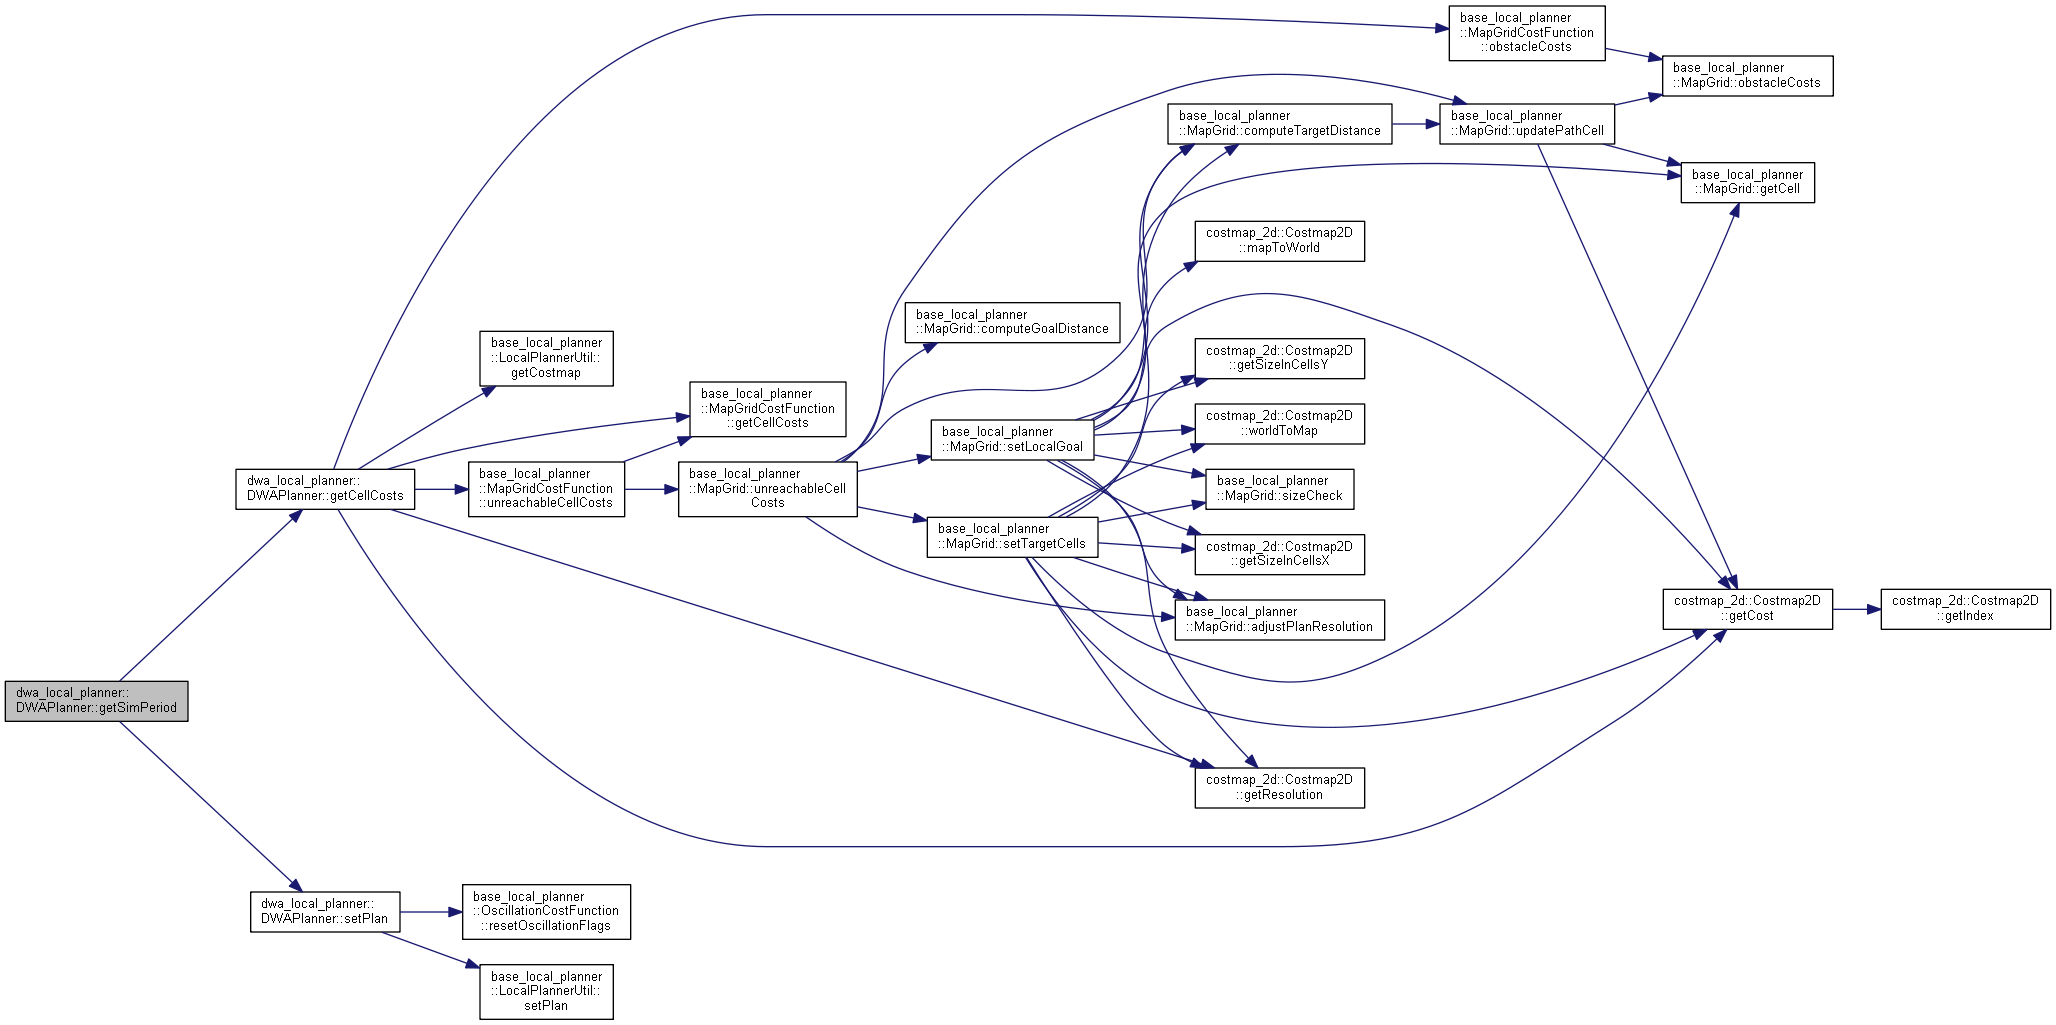 base_local_planner
::MapGridCostFunction
::obstacleCosts
base_local_planner
::MapGrid::obstacleCosts
base_local_planner
::MapGrid::computeTargetDistance
base_local_planner
::MapGrid::updatePathCell
base_local_planner
::MapGrid::getCell
costmap_2d::Costmap2D
::mapToWorld
base_local_planner
::MapGrid::computeGoalDistance
base_local_planner
::LocalPlannerUtil::
getCostmap
costmap_2d::Costmap2D
::getSizeInCellsY
base_local_planner
::MapGridCostFunction
::getCellCosts
costmap_2d::Costmap2D
::worldToMap
base_local_planner
::MapGrid::setLocalGoal
dwa_local_planner::
DWAPlanner::getCellCosts
base_local_planner
::MapGridCostFunction
::unreachableCellCosts
base_local_planner
::MapGrid::unreachableCell
Costs
base_local_planner
::MapGrid::sizeCheck
base_local_planner
::MapGrid::setTargetCells
costmap_2d::Costmap2D
::getSizeInCellsX
base_local_planner
::MapGrid::adjustPlanResolution
costmap_2d::Costmap2D
::getCost
costmap_2d::Costmap2D
::getIndex
dwa_local_planner::
DWAPlanner::getSimPeriod
costmap_2d::Costmap2D
::getResolution
dwa_local_planner::
DWAPlanner::setPlan
base_local_planner
::OscillationCostFunction
::resetOscillationFlags
base_local_planner
::LocalPlannerUtil::
setPlan